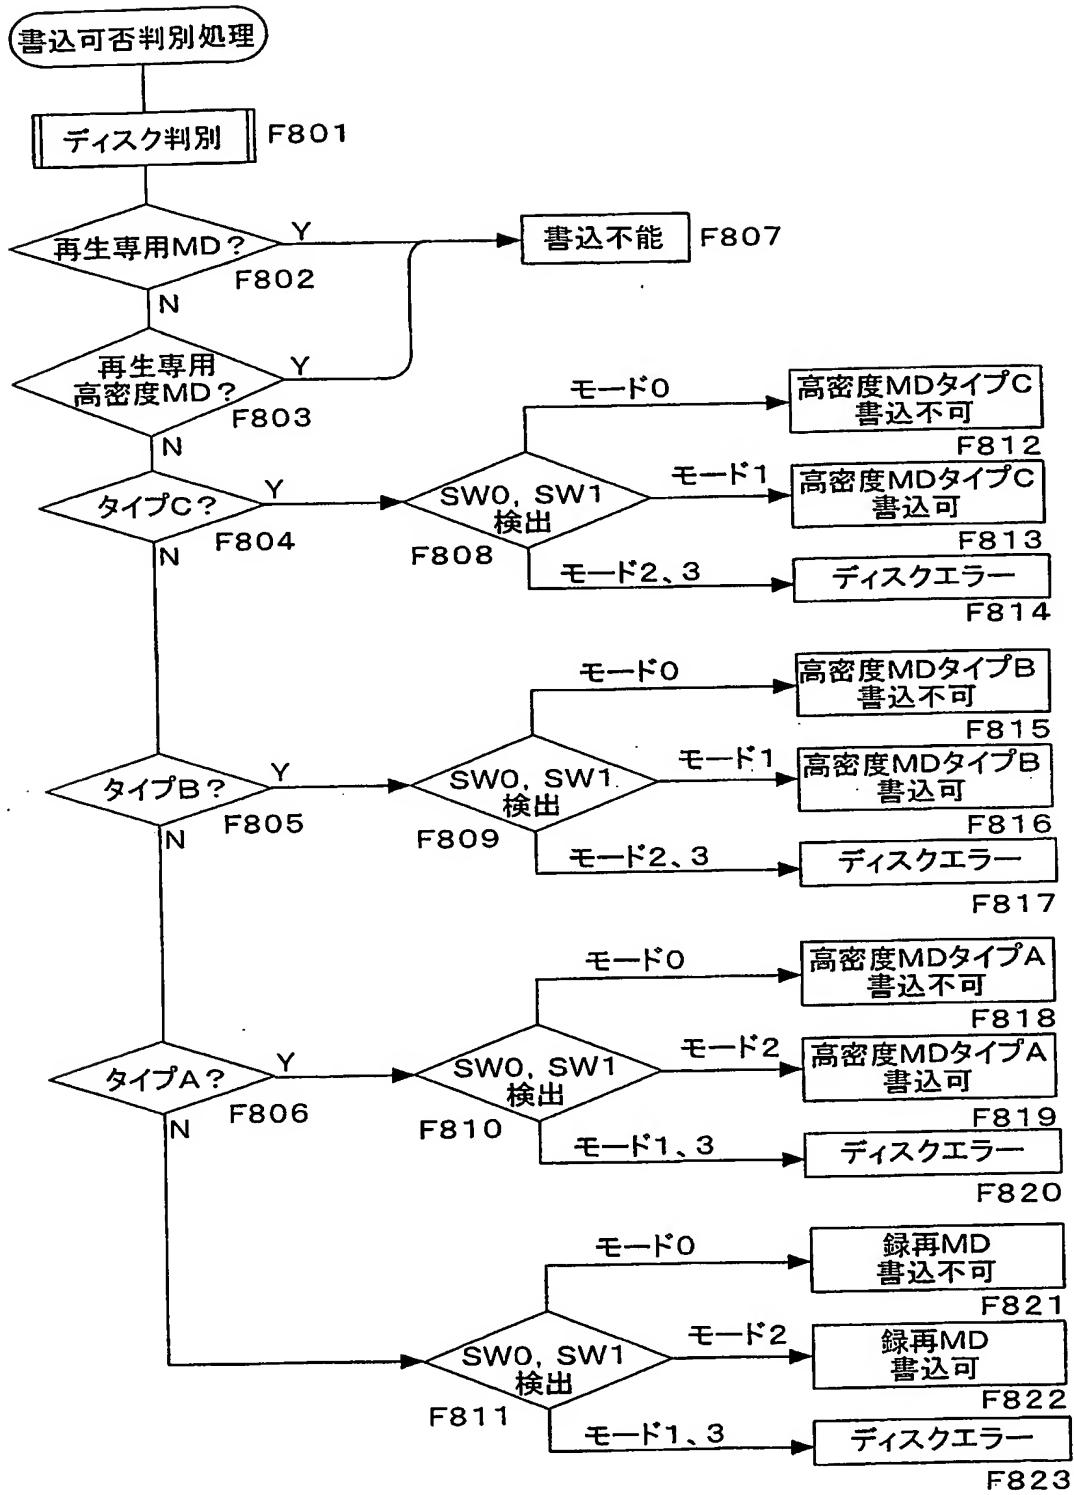 書込可否判別処理
ディスク判別
F801
再生専用MD?
Y
F802
N
書込不能
F807
再生専用
高密度MD?
Y
F803
N
タイプC?
Y
F804
N
SW0, SW1
検出
F808
モード0
高密度MDタイプC
書込不可
F812
モード1
高密度MDタイプC
書込可
F813
モード2、3
ディスクエラー
F814
タイプB?
Y
F805
N
SW0, SW1
検出
F809
モード0
高密度MDタイプB
書込不可
F815
モード1
高密度MDタイプB
書込可
F816
モード2、3
ディスクエラー
F817
タイプA?
Y
F806
N
SW0, SW1
検出
F810
モード0
高密度MDタイプA
書込不可
F818
モード2
高密度MDタイプA
書込可
F819
モード1、3
ディスクエラー
F820
SW0, SW1
検出
F811
モード0
録再MD
書込不可
F821
モード2
録再MD
書込可
F822
モード1、3
ディスクエラー
F823